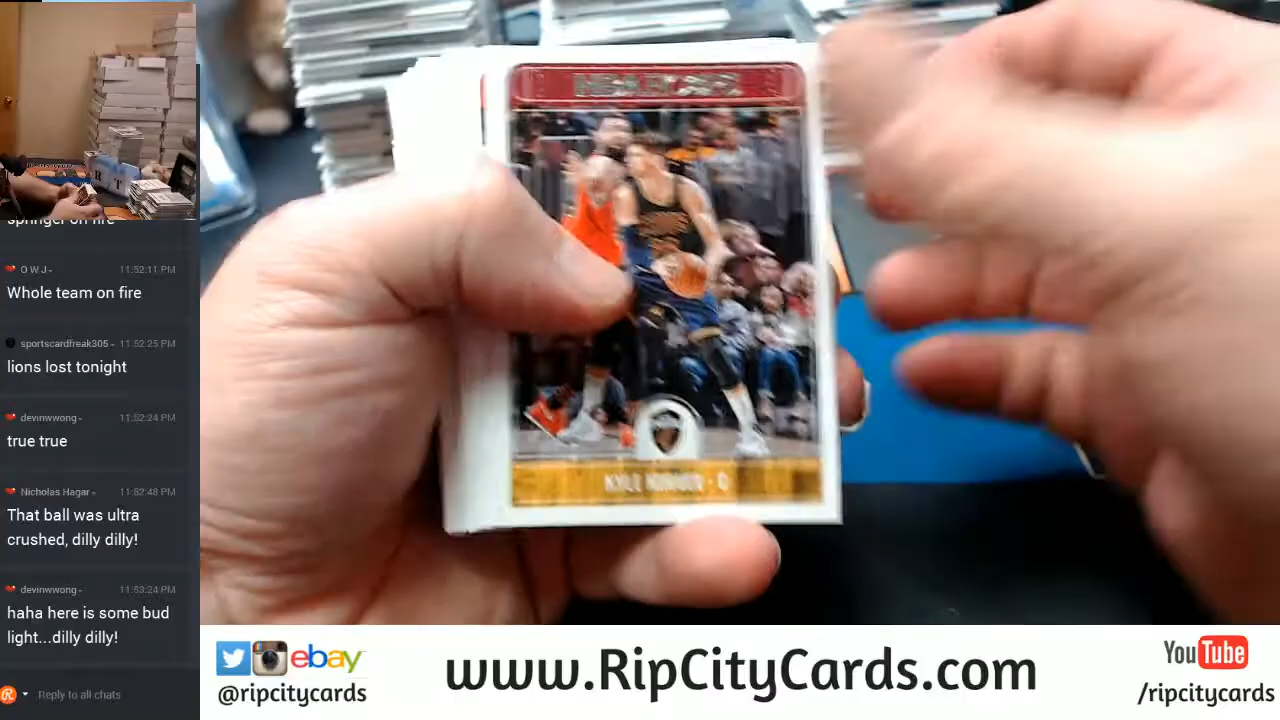 springer on fire
O W J - 11:52:11 PM
Whole team on fire
sportscardfreak305 - 11:52:25 PM
lions lost tonight
devinwwong - 11:52:24 PM
true true
Nicholas Hagar - 11:52:48 PM
That ball was ultra
crushed, dilly dilly!
devinwwong - 11:53:24 PM
haha here is some bud
light...dilly dilly!
Reply to all chats
KYLE
ebay
@ripcitycards
www.RipCityCards.com
YouTube
/ripcitycards